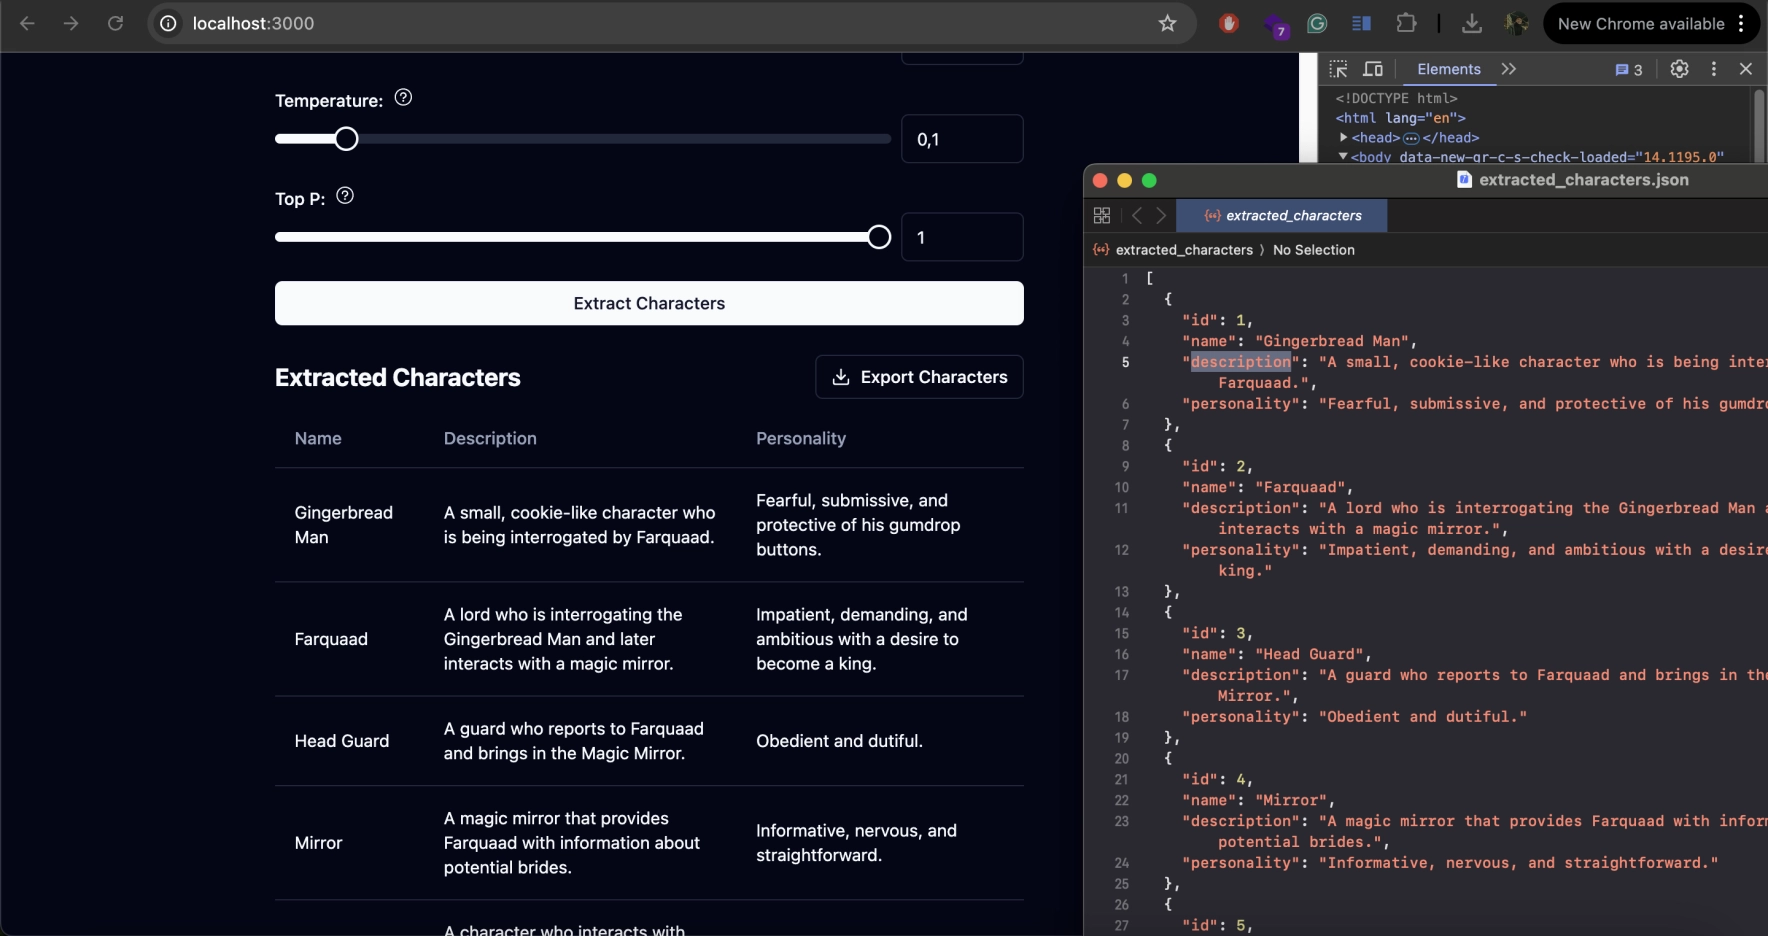 localhost:3000
7
New Chrome available
Temperature:
0,1
Top P:
1
Extract Characters
Extracted Characters
Export Characters
Name Description Personality
Gingerbread
Man
A small, cookie-like character who
is being interrogated by Farquaad.
Fearful, submissive, and
protective of his gumdrop
buttons.
Farquaad
A lord who is interrogating the
Gingerbread Man and later
interacts with a magic mirror.
Impatient, demanding, and
ambitious with a desire to
become a king.
Head Guard
A guard who reports to Farquaad
and brings in the Magic Mirror.
Obedient and dutiful.
Mirror
A magic mirror that provides
Farquaad with information about
potential brides.
Informative, nervous, and
straightforward.
A character who interacts with
Elements
3
<!DOCTYPE html>
<html lang="en">
<head>…</head>
<body data-new-gr-c-s-check-loaded="14.1195.0"
extracted_characters.json
extracted_characters
extracted_characters ⟩ No Selection
1 [
2 {
3 "id": 1,
4 "name": "Gingerbread Man",
5 "description": "A small, cookie-like character who is being inter
Farquaad.",
6 "personality": "Fearful, submissive, and protective of his gumdro
7 },
8 {
9 "id": 2,
10 "name": "Farquaad",
11 "description": "A lord who is interrogating the Gingerbread Man a
interacts with a magic mirror.",
12 "personality": "Impatient, demanding, and ambitious with a desire
king."
13 },
14 {
15 "id": 3,
16 "name": "Head Guard",
17 "description": "A guard who reports to Farquaad and brings in the
Mirror.",
18 "personality": "Obedient and dutiful."
19 },
20 {
21 "id": 4,
22 "name": "Mirror",
23 "description": "A magic mirror that provides Farquaad with inform
potential brides.",
24 "personality": "Informative, nervous, and straightforward."
25 },
26 {
27 "id": 5,